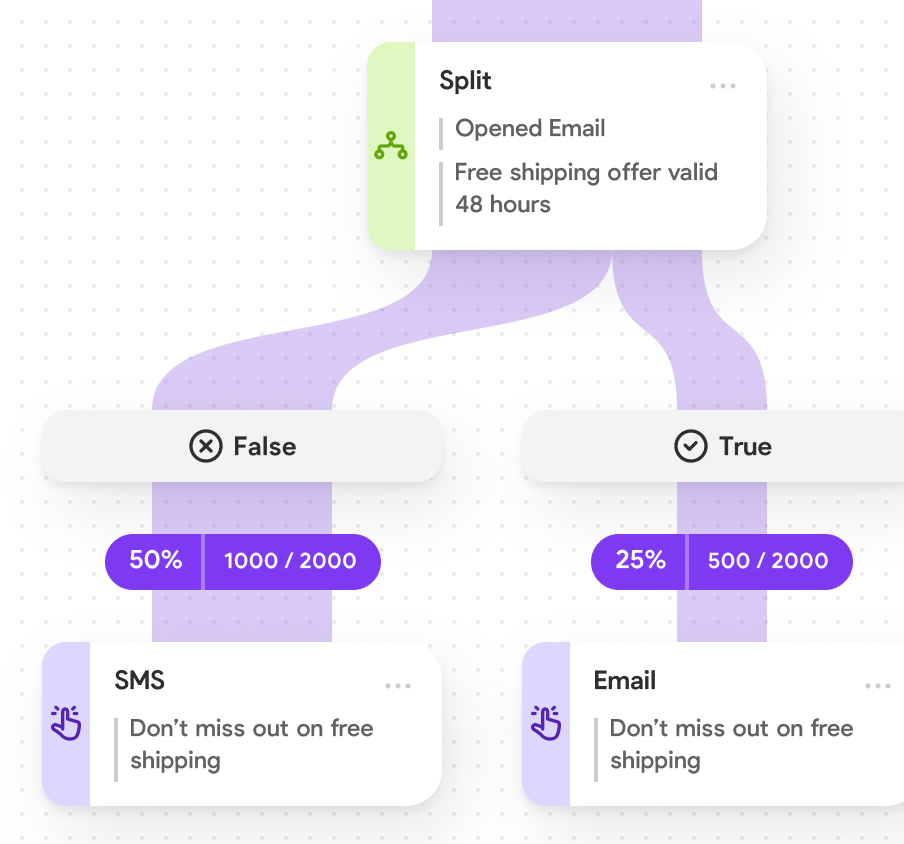 Split
Opened Email
Free shipping offer valid
48 hours
False
True
50% 1000 / 2000
25% 500 / 2000
SMS
Don’t miss out on free
shipping
Email
Don’t miss out on free
shipping